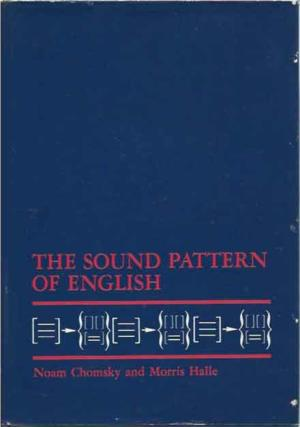 THE SOUND PATTERN
OF ENGLISH
Noam Chomsky and Morris Halle